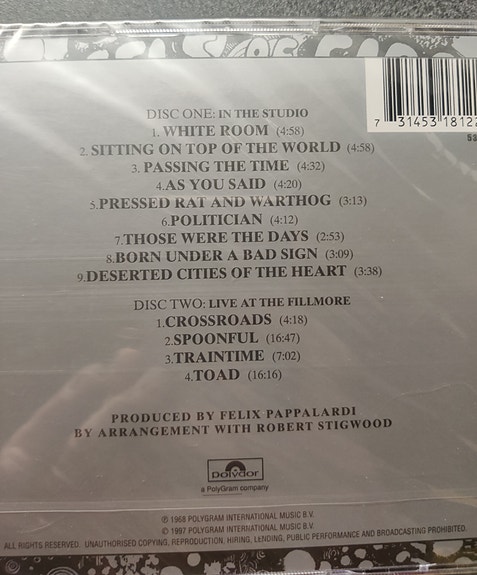 DISC ONE: IN THE STUDIO
1. WHITE ROOM (4:58)
2. SITTING ON TOP OF THE WORLD (4:58)
3. PASSING THE TIME (4:32)
4. AS YOU SAID (4:20)
5. PRESSED RAT AND WARTHOG (3:13)
6. POLITICIAN (4:12)
7. THOSE WERE THE DAYS (2:53)
8. BORN UNDER A BAD SIGN (3:09)
9. DESERTED CITIES OF THE HEART (3:38)
DISC TWO: LIVE AT THE FILLMORE
1. CROSSROADS (4:18)
2. SPOONFUL (16:47)
3. TRAINTIME (7:02)
4. TOAD (16:16)
PRODUCED BY FELIX PAPPALARDI
BY ARRANGEMENT WITH ROBERT STIGWOOD
polydor
a PolyGram company
℗ 1968 POLYGRAM INTERNATIONAL MUSIC B.V.
© 1997 POLYGRAM INTERNATIONAL MUSIC B.V.
ALL RIGHTS RESERVED. UNAUTHORISED COPYING, REPRODUCTION, HIRING, LENDING, PUBLIC PERFORMANCE AND BROADCASTING PROHIBITED.
7 31453 18122
53